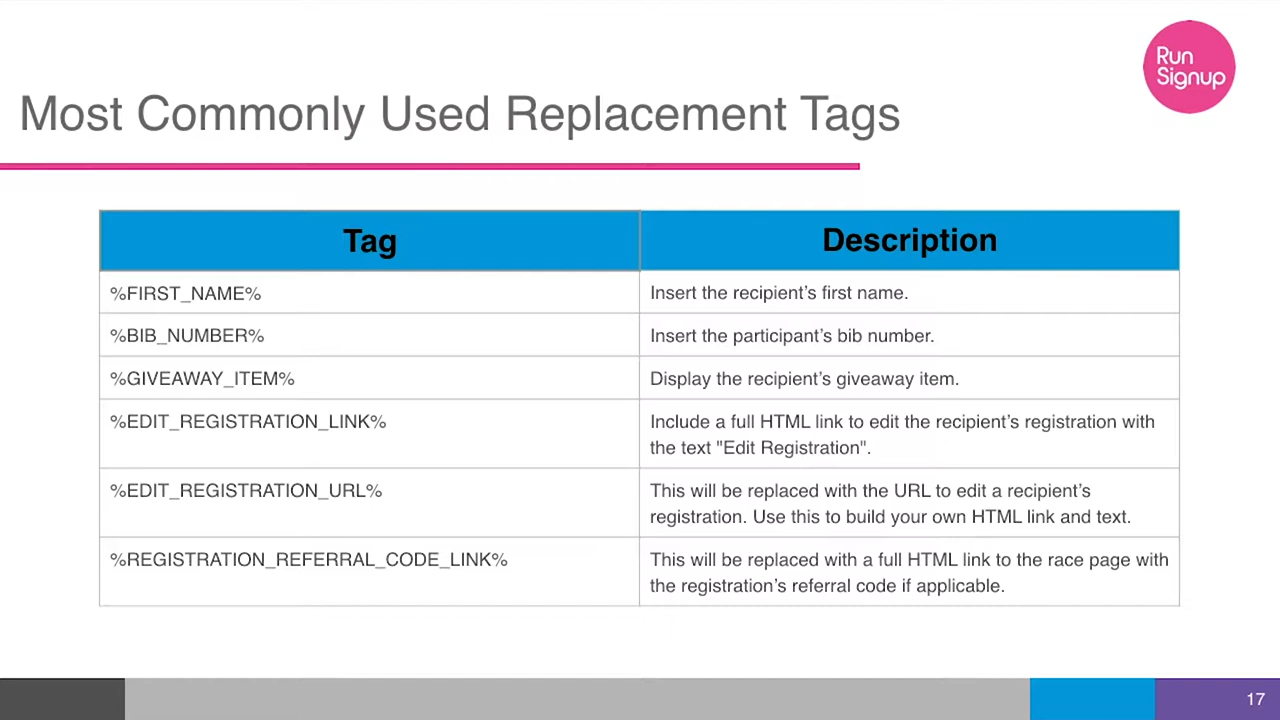 Run
Signup
Most Commonly Used Replacement Tags
Tag
Description
%FIRST_NAME%
Insert the recipient’s first name.
%BIB_NUMBER%
Insert the participant’s bib number.
%GIVEAWAY_ITEM%
Display the recipient’s giveaway item.
%EDIT_REGISTRATION_LINK%
Include a full HTML link to edit the recipient’s registration with
the text "Edit Registration".
%EDIT_REGISTRATION_URL%
This will be replaced with the URL to edit a recipient’s
registration. Use this to build your own HTML link and text.
%REGISTRATION_REFERRAL_CODE_LINK%
This will be replaced with a full HTML link to the race page with
the registration’s referral code if applicable.
17